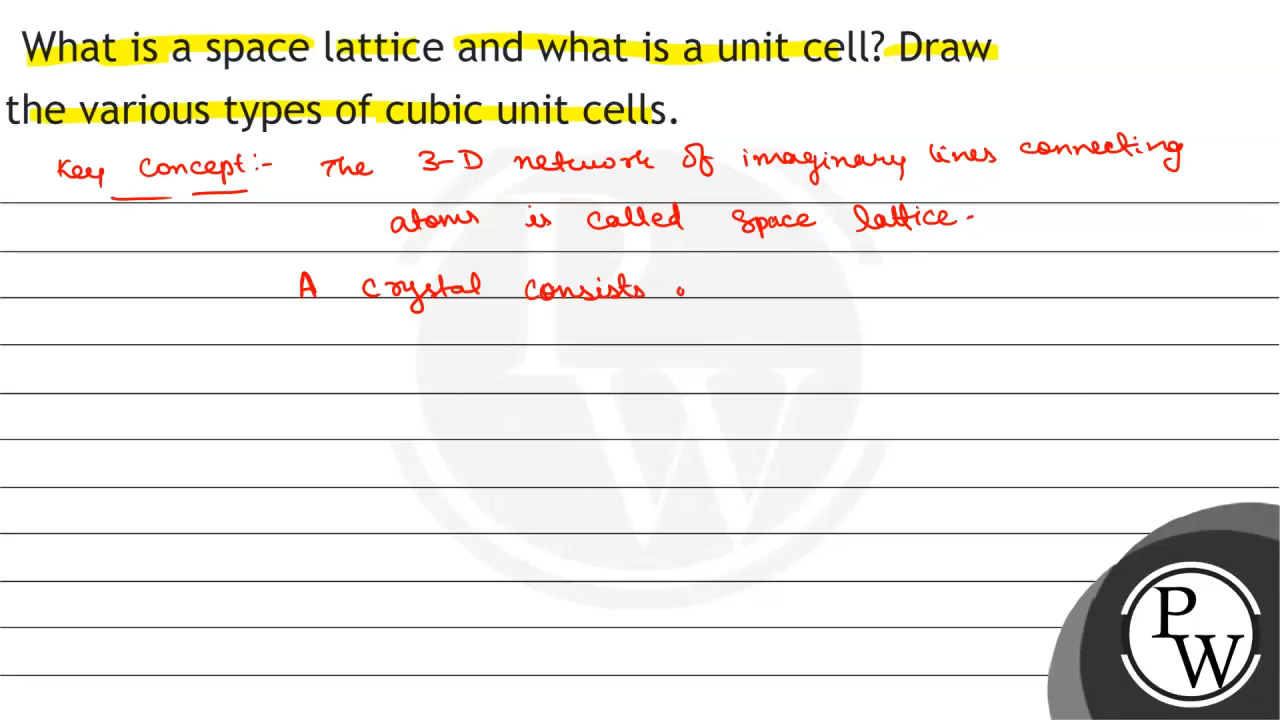 What is a space lattice and what is a unit cell? Draw
the various types of cubic unit cells.
Key Concept:- The 3-D network of imaginary lines connecting
atoms is called space lattice.
A crystal consists
PW
PW